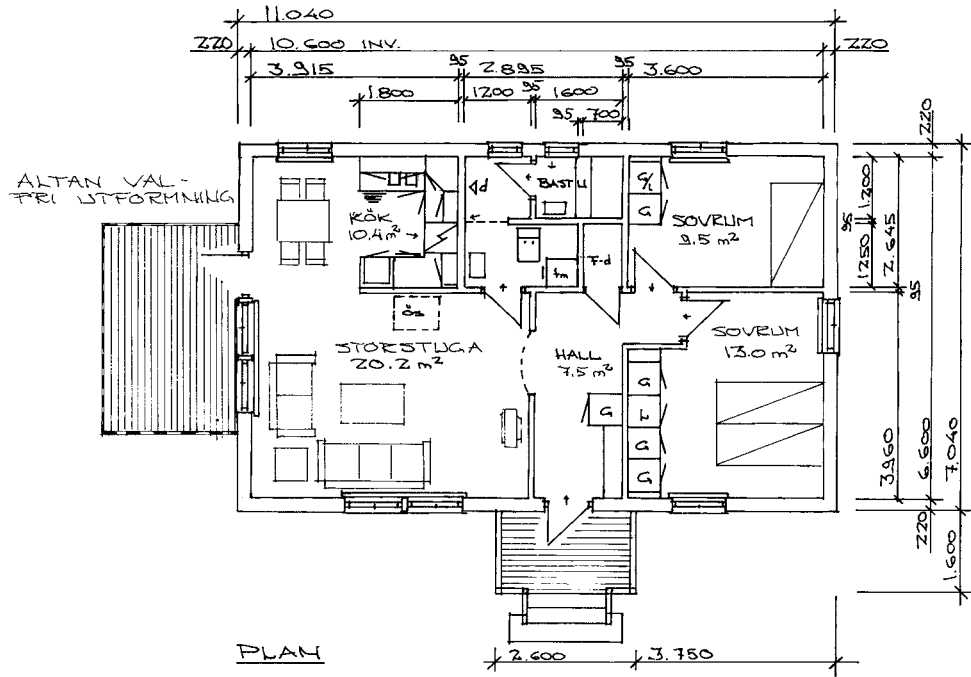 11.040
220 10.600 INV. 220
3.915 95 2.895 95 3.600
1.800 1200 95 1600
95 700
220
ALTAN VAL-
FRI UTFORMNING
d
BASTU
G/L
G
KÖK
10,4 m²
SOVRUM
9.5 m²
1.200
95
1250
2.645
95
tm
F-d
ÖS
STORSTUGA
20.2 m²
HALL
7.5 m²
SOVRUM
13.0 m²
G
G
L
G
G
3.960
6.600
7.040
220
1.600
PLAN
2.600 3.750